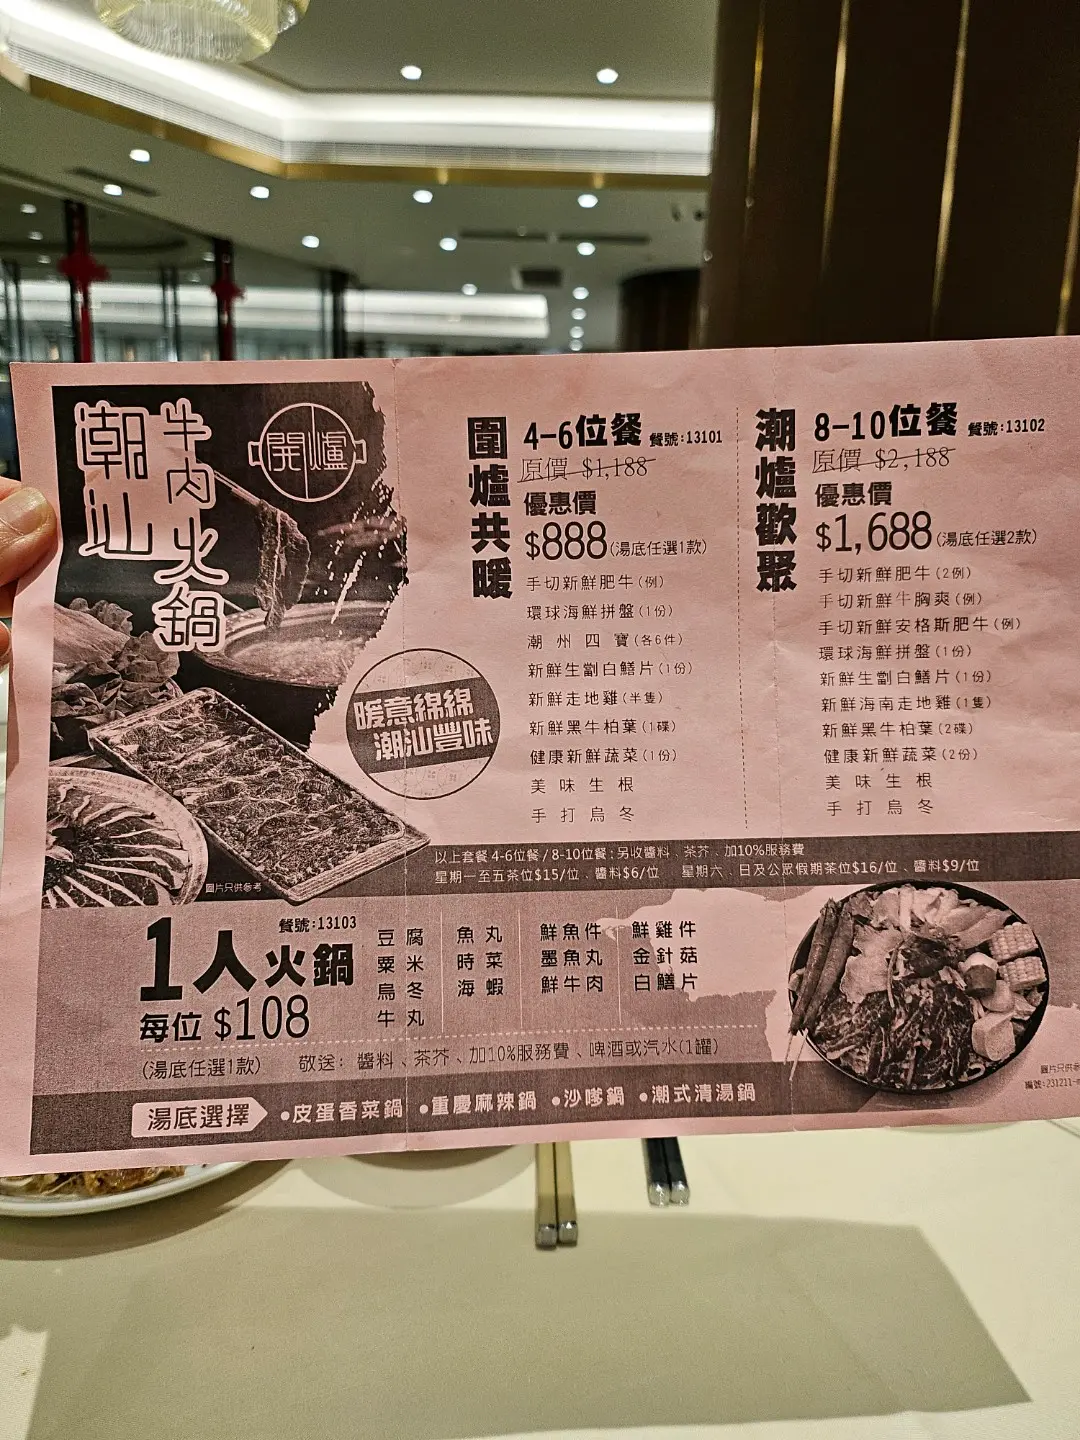 潮汕
牛肉火鍋
開爐
暖意綿綿
潮汕豐味
圖片只供參考
圍爐共暖
4-6位餐 餐號:13101
原價 $1,188
優惠價
$888(湯底任選1款)
手切新鮮肥牛(例)
環球海鮮拼盤(1份)
潮州四寶(各6件)
新鮮生劏白鱔片(1份)
新鮮走地雞(半隻)
新鮮黑牛柏葉(1碟)
健康新鮮蔬菜(1份)
美味生根
手打烏冬
潮爐歡聚
8-10位餐 餐號:13102
原價 $2,188
優惠價
$1,688(湯底任選2款)
手切新鮮肥牛(2例)
手切新鮮牛胸爽(例)
手切新鮮安格斯肥牛(例)
環球海鮮拼盤(1份)
新鮮生劏白鱔片(1份)
新鮮海南走地雞(1隻)
新鮮黑牛柏葉(2碟)
健康新鮮蔬菜(2份)
美味生根
手打烏冬
以上套餐 4-6位餐 / 8-10位餐:另收醬料、茶芥、加10%服務費
星期一至五茶位$15/位、醬料$6/位 星期六、日及公眾假期茶位$16/位、醬料$9/位
餐號:13103
1人火鍋
每位 $108
(湯底任選1款)
豆腐 魚丸 鮮魚件 鮮雞件
粟米 時菜 墨魚丸 金針菇
烏冬 海蝦 鮮牛肉 白鱔片
牛丸
敬送: 醬料、茶芥、加10%服務費、啤酒或汽水(1罐)
圖片只供參
編號:231211-
湯底選擇 •皮蛋香菜鍋 •重慶麻辣鍋 •沙嗲鍋 •潮式清湯鍋